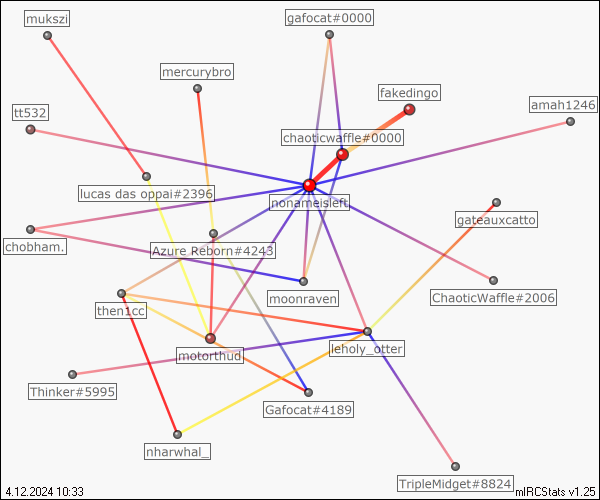 mukszi
gafocat#0000
mercurybro
fakedingo
tt532
amah1246
chaoticwaffle#0000
lucas das oppai#2396
nonameisleft
gateauxcatto
chobham.
Azure Reborn#4243
moonraven
ChaoticWaffle#2006
then1cc
motorthud
leholy_otter
Thinker#5995
Gafocat#4189
nharwhal_
TripleMidget#8824
4.12.2024 10:33
mIRCStats v1.25